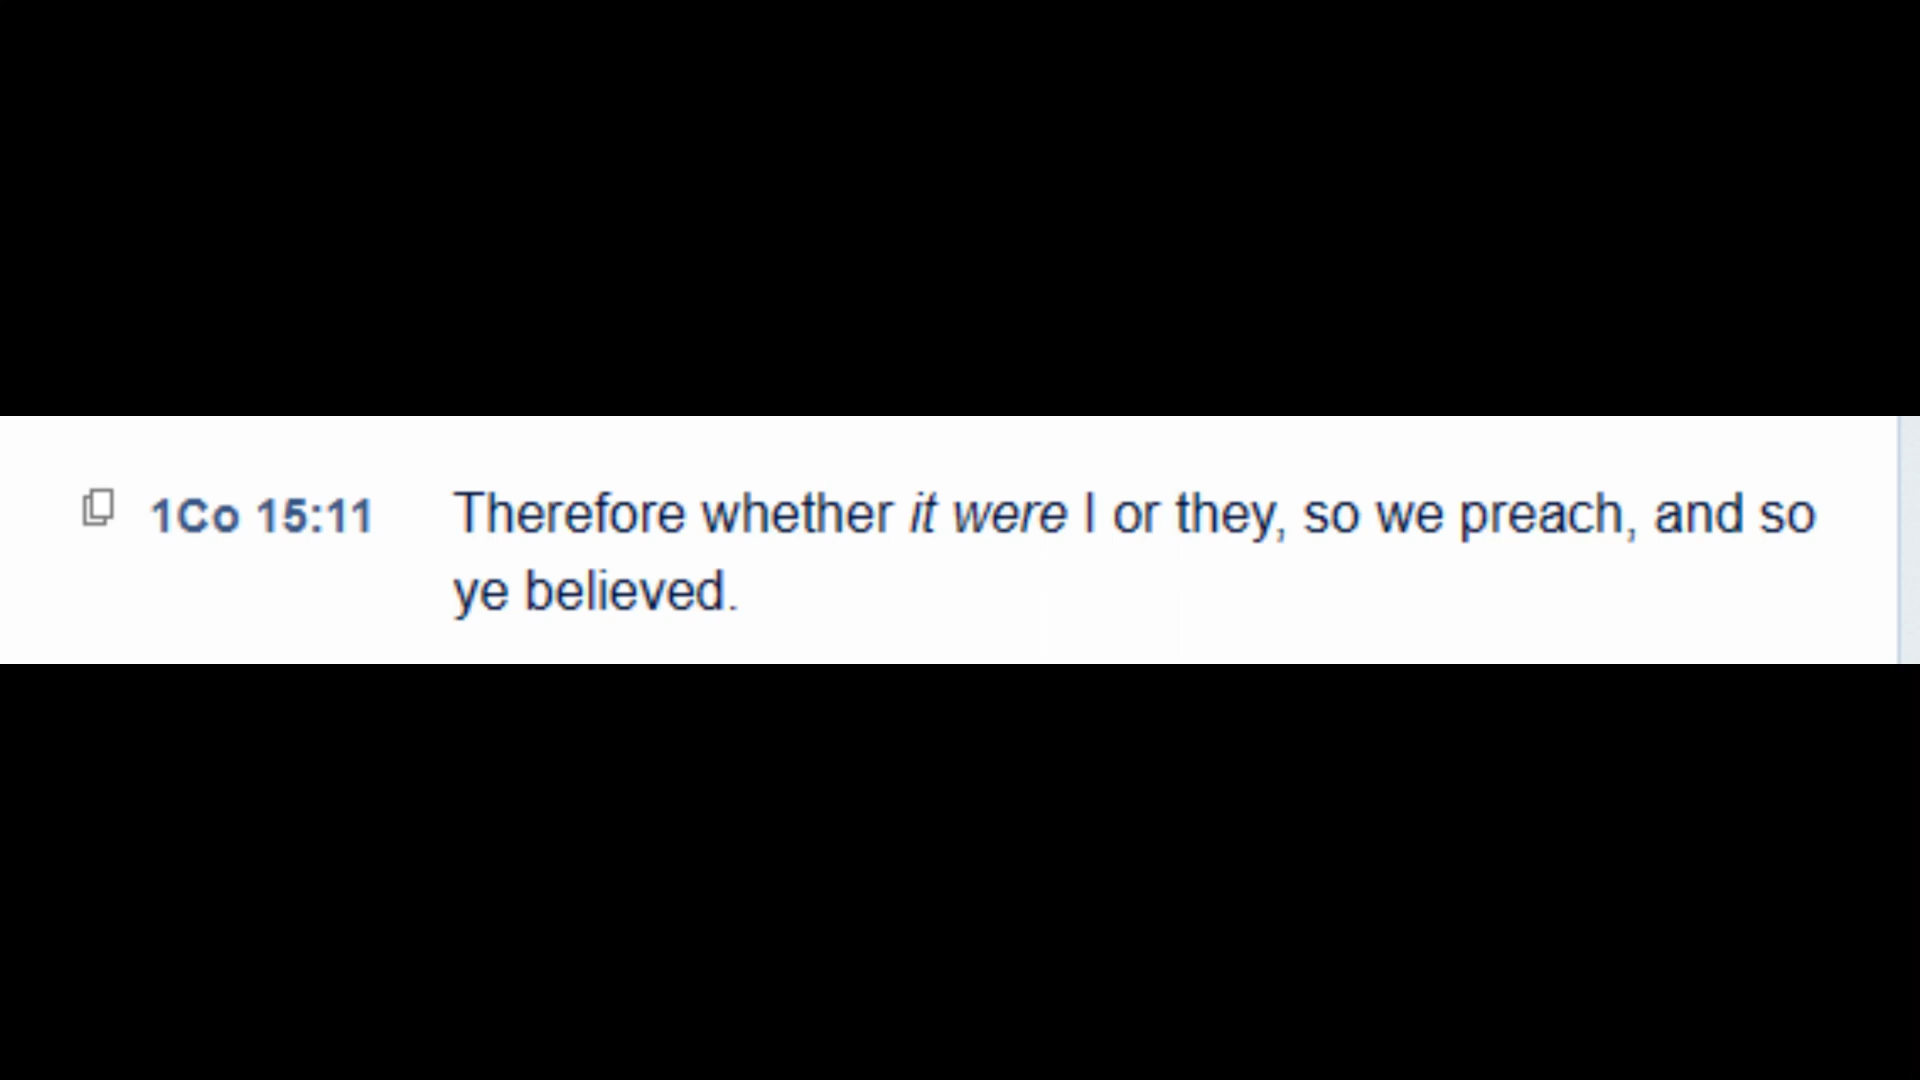 1Co 15:11 Therefore whether it were I or they, so we preach, and so
ye believed.